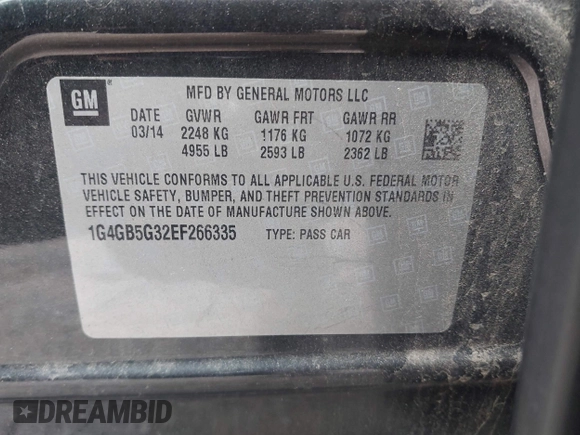 GM
MFD BY GENERAL MOTORS LLC
DATE GVWR GAWR FRT GAWR RR
03/14 2248 KG 1176 KG 1072 KG
4955 LB 2593 LB 2362 LB
THIS VEHICLE CONFORMS TO ALL APPLICABLE U.S. FEDERAL MOTOR
VEHICLE SAFETY, BUMPER, AND THEFT PREVENTION STANDARDS IN
EFFECT ON THE DATE OF MANUFACTURE SHOWN ABOVE.
1G4GB5G32EF266335 TYPE: PASS CAR
DREAMBID